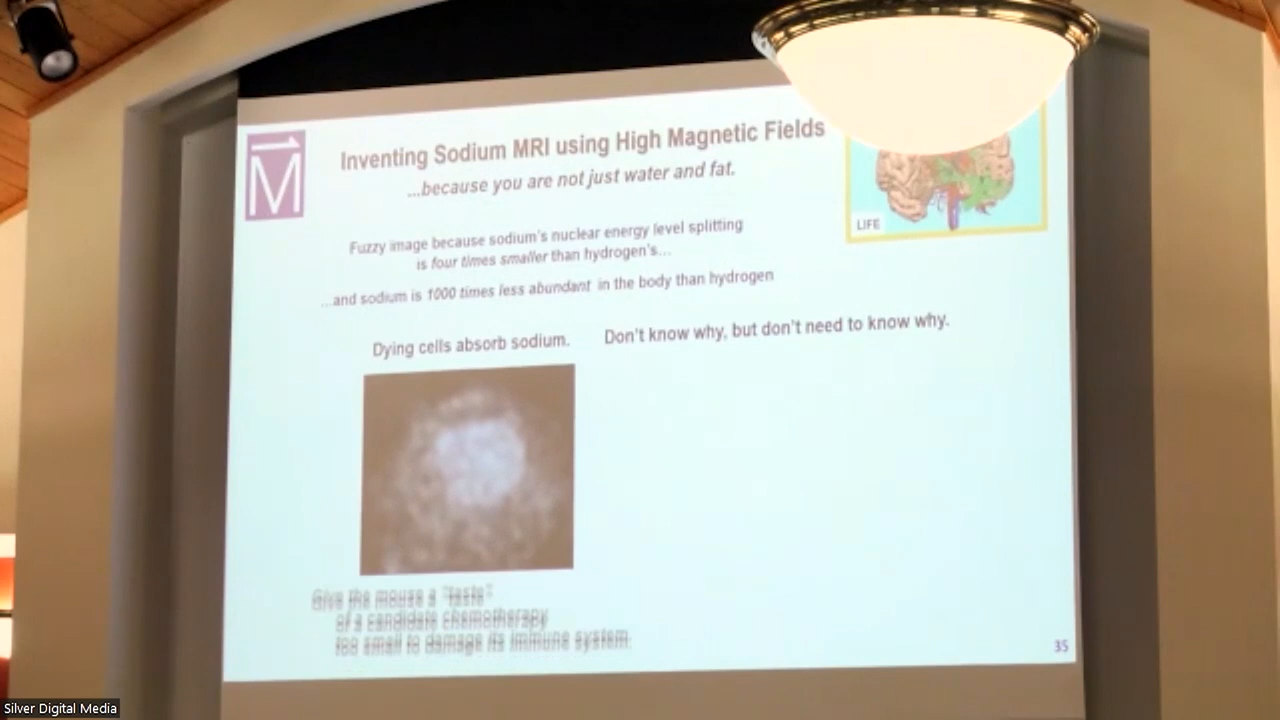 M
Inventing Sodium MRI using High Magnetic Fields
...because you are not just water and fat.
LIFE
Fuzzy image because sodium's nuclear energy level splitting
is four times smaller than hydrogen's...
...and sodium is 1000 times less abundant in the body than hydrogen
Dying cells absorb sodium.
Don't know why, but don't need to know why.
Give the mouse a "taste"
of a candidate chemotherapy
too small to damage its immune system.
35
Silver Digital Media